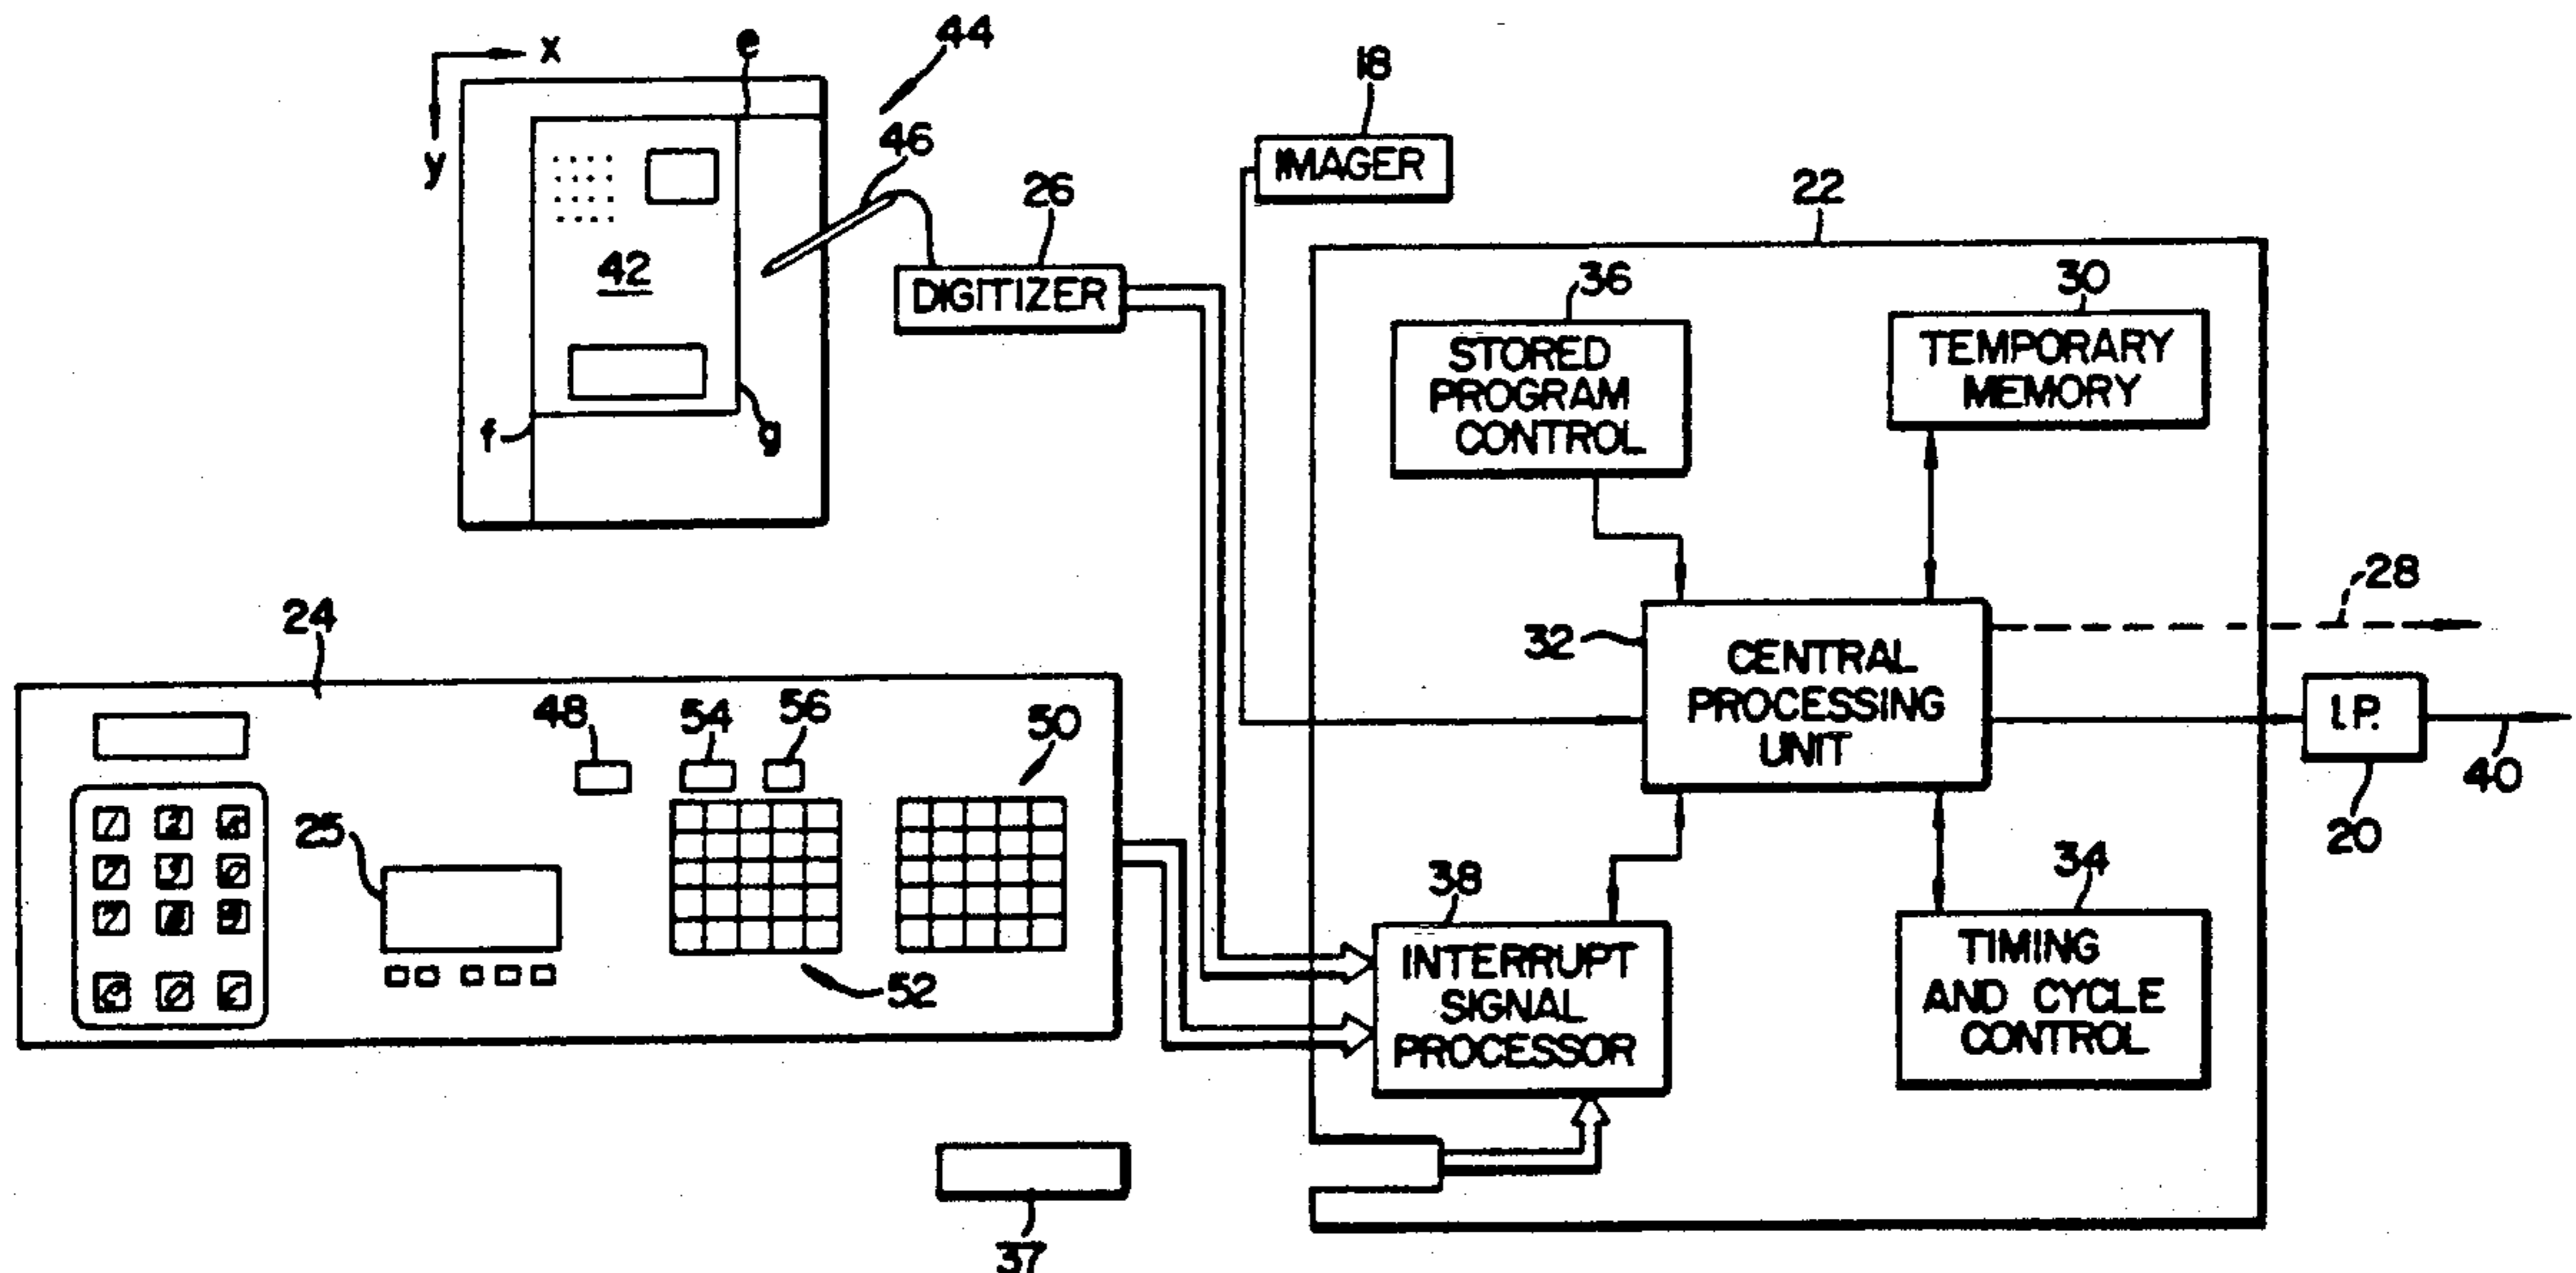 x
y
e
44
46
42
f
g
26
DIGITIZER
18
IMAGER
22
36
STORED
PROGRAM
CONTROL
30
TEMPORARY
MEMORY
32
CENTRAL
PROCESSING
UNIT
28
I.P.
20
40
38
INTERRUPT
SIGNAL
PROCESSOR
34
TIMING
AND CYCLE
CONTROL
24
25
48
54
56
50
52
37